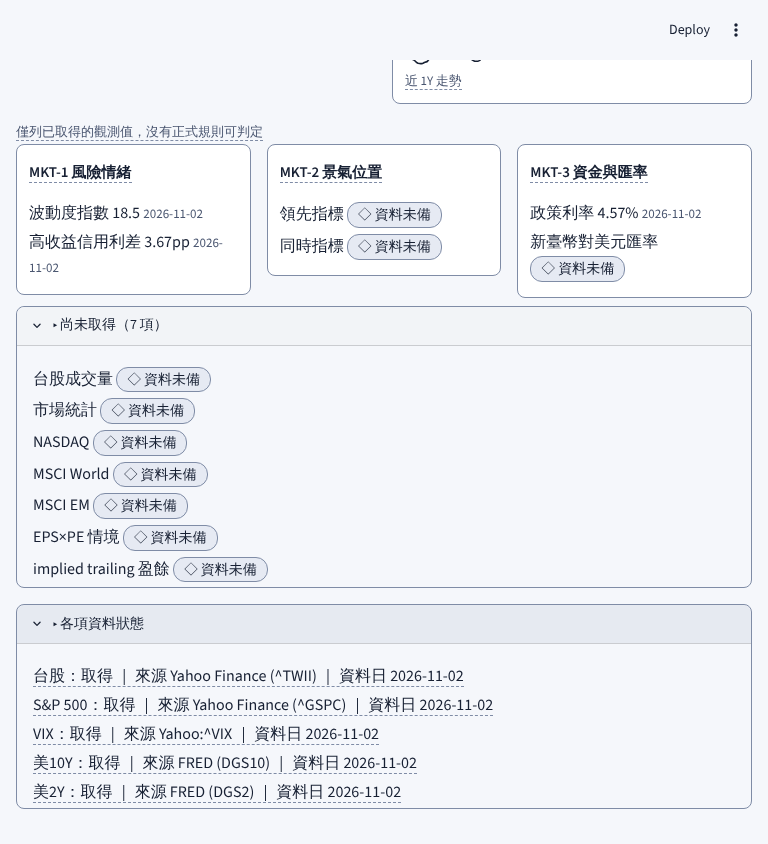 Deploy
近 1Y 走勢
僅列已取得的觀測值，沒有正式規則可判定
MKT-1 風險情緒
波動度指數 18.5 2026-11-02
高收益信用利差 3.67pp 2026-
11-02
MKT-2 景氣位置
領先指標 ◇ 資料未備
同時指標 ◇ 資料未備
MKT-3 資金與匯率
政策利率 4.57% 2026-11-02
新臺幣對美元匯率
◇ 資料未備
▸ 尚未取得（7 項）
台股成交量 ◇ 資料未備
市場統計 ◇ 資料未備
NASDAQ ◇ 資料未備
MSCI World ◇ 資料未備
MSCI EM ◇ 資料未備
EPS×PE 情境 ◇ 資料未備
implied trailing 盈餘 ◇ 資料未備
▸ 各項資料狀態
台股：取得 ｜ 來源 Yahoo Finance (^TWII) ｜ 資料日 2026-11-02
S&P 500：取得 ｜ 來源 Yahoo Finance (^GSPC) ｜ 資料日 2026-11-02
VIX：取得 ｜ 來源 Yahoo:^VIX ｜ 資料日 2026-11-02
美10Y：取得 ｜ 來源 FRED (DGS10) ｜ 資料日 2026-11-02
美2Y：取得 ｜ 來源 FRED (DGS2) ｜ 資料日 2026-11-02